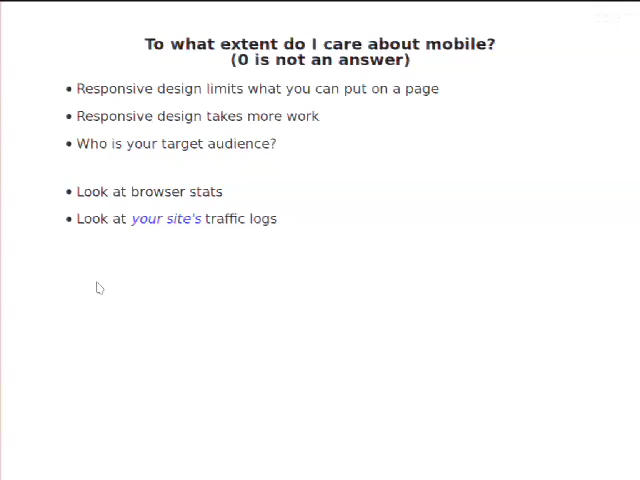 To what extent do I care about mobile?
(0 is not an answer)
• Responsive design limits what you can put on a page
• Responsive design takes more work
• Who is your target audience?
• Look at browser stats
• Look at your site's traffic logs